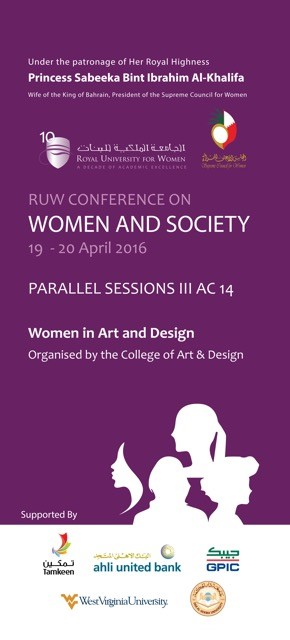 Under the patronage of Her Royal Highness
Princess Sabeeka Bint Ibrahim Al-Khalifa
Wife of the King of Bahrain, President of the Supreme Council for Women
10
الجامعة الملكية للبنات
ROYAL UNIVERSITY FOR WOMEN
A DECADE OF ACADEMIC EXCELLENCE
Supreme Council for Women
RUW CONFERENCE ON
WOMEN AND SOCIETY
19 - 20 April 2016
PARALLEL SESSIONS III AC 14
Women in Art and Design
Organised by the College of Art & Design
Supported By
تمكين
Tamkeen
البنك الأهلي المتحد
ahli united bank
جيبك
GPIC
West Virginia University.